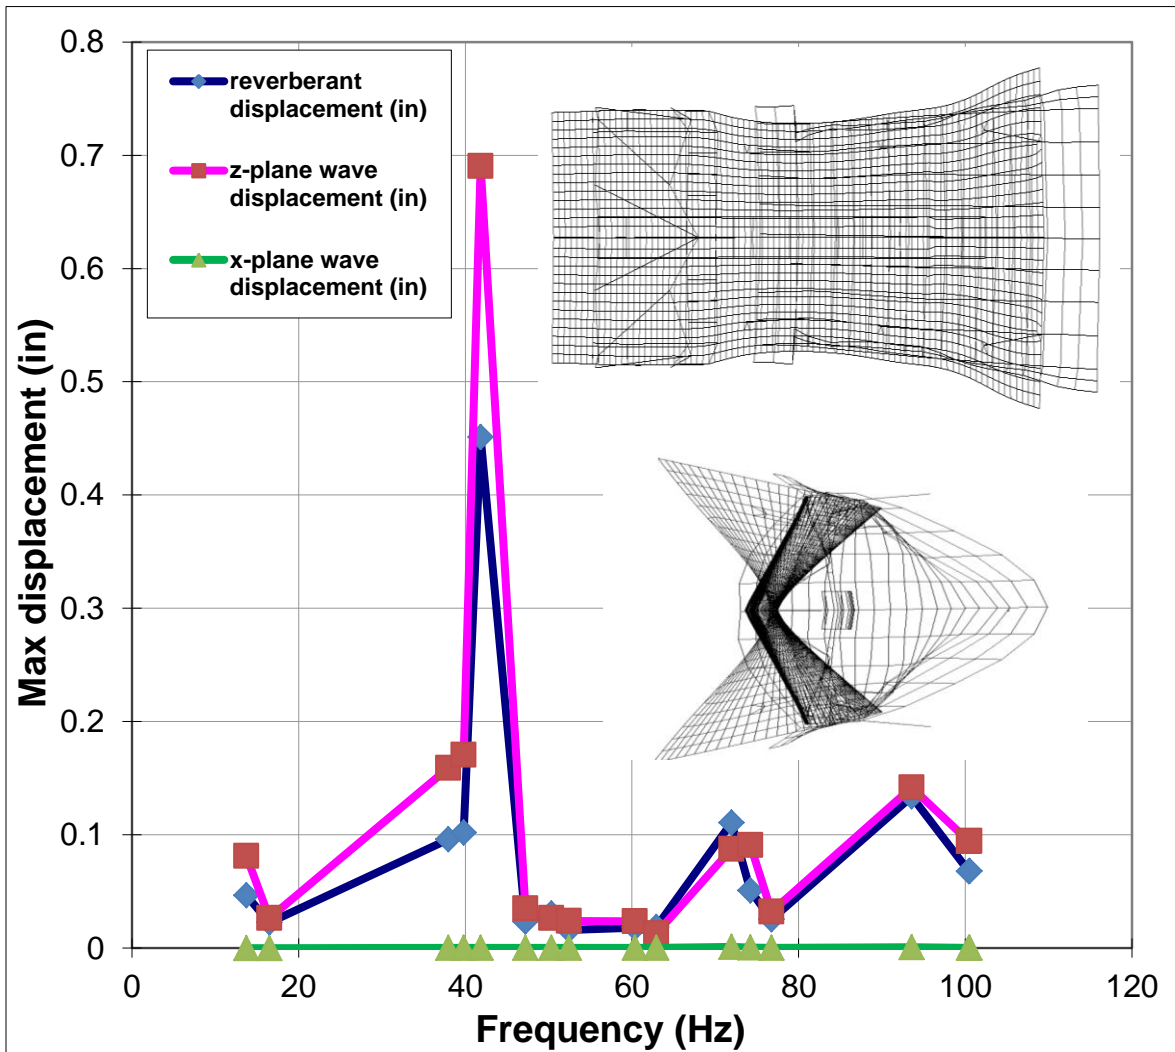 0.8
0.7
0.6
0.5
0.4
0.3
0.2
0.1
0
Max displacement (in)
reverberant
displacement (in)
z-plane wave
displacement (in)
x-plane wave
displacement (in)
0 20 40 60 80 100 120
Frequency (Hz)